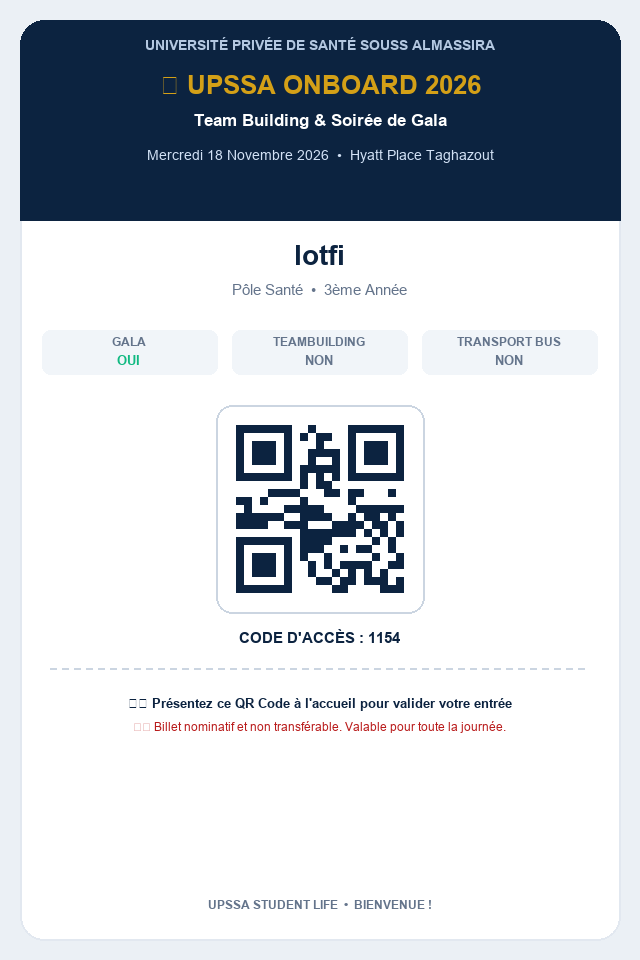 UNIVERSITÉ PRIVÉE DE SANTÉ SOUSS ALMASSIRA
UPSSA ONBOARD 2026
Team Building & Soirée de Gala
Mercredi 18 Novembre 2026 • Hyatt Place Taghazout
lotfi
Pôle Santé • 3ème Année
GALA
OUI
TEAMBUILDING
NON
TRANSPORT BUS
NON
CODE D'ACCÈS : 1154
Présentez ce QR Code à l'accueil pour valider votre entrée
Billet nominatif et non transférable. Valable pour toute la journée.
UPSSA STUDENT LIFE • BIENVENUE !